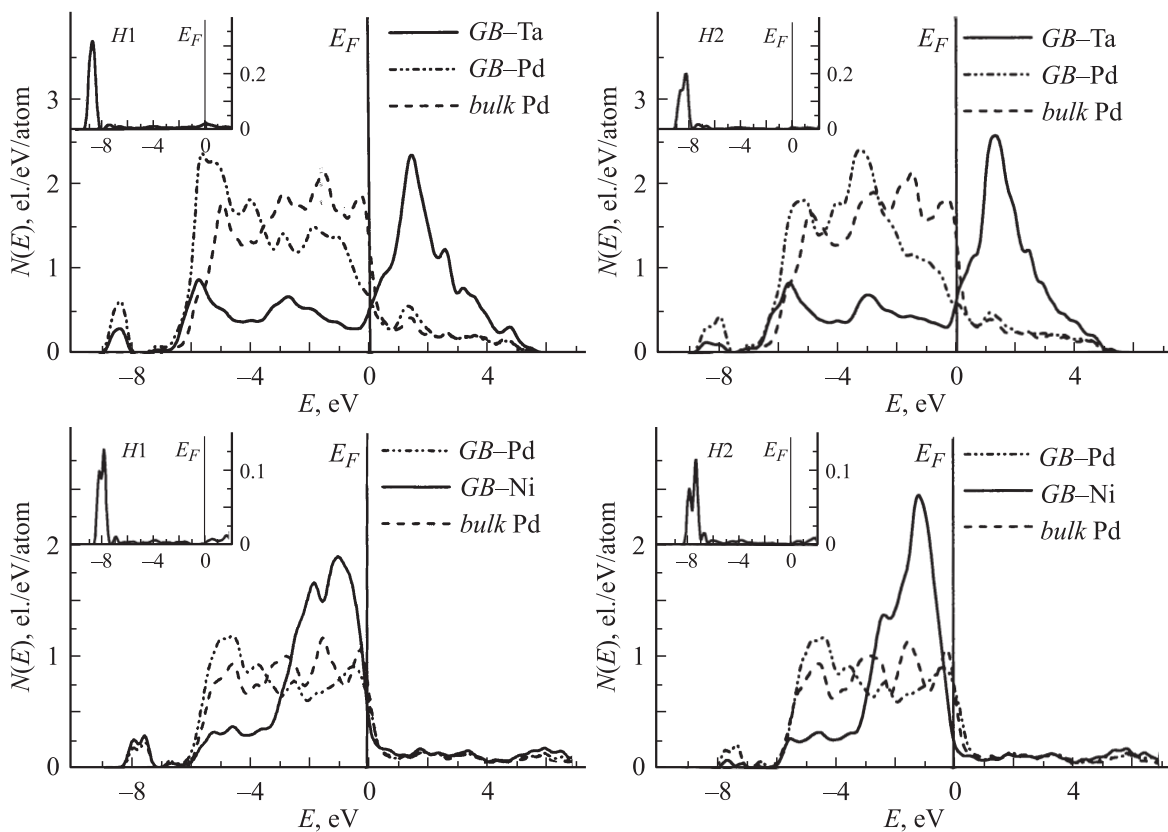 H1
E_F
0.2
0
−8
−4
0
E_F
GB–Ta
GB–Pd
bulk Pd
N(E), el./eV/atom
3
2
1
0
−8
−4
0
4
E, eV
H2
E_F
0.2
0
−8
−4
0
E_F
GB–Ta
GB–Pd
bulk Pd
N(E), el./eV/atom
3
2
1
0
−8
−4
0
4
E, eV
H1
E_F
0.1
0
−8
−4
0
E_F
GB–Pd
GB–Ni
bulk Pd
N(E), el./eV/atom
2
1
0
−8
−4
0
4
E, eV
H2
E_F
0.1
0
−8
−4
0
E_F
GB–Pd
GB–Ni
bulk Pd
N(E), el./eV/atom
2
1
0
−8
−4
0
4
E, eV